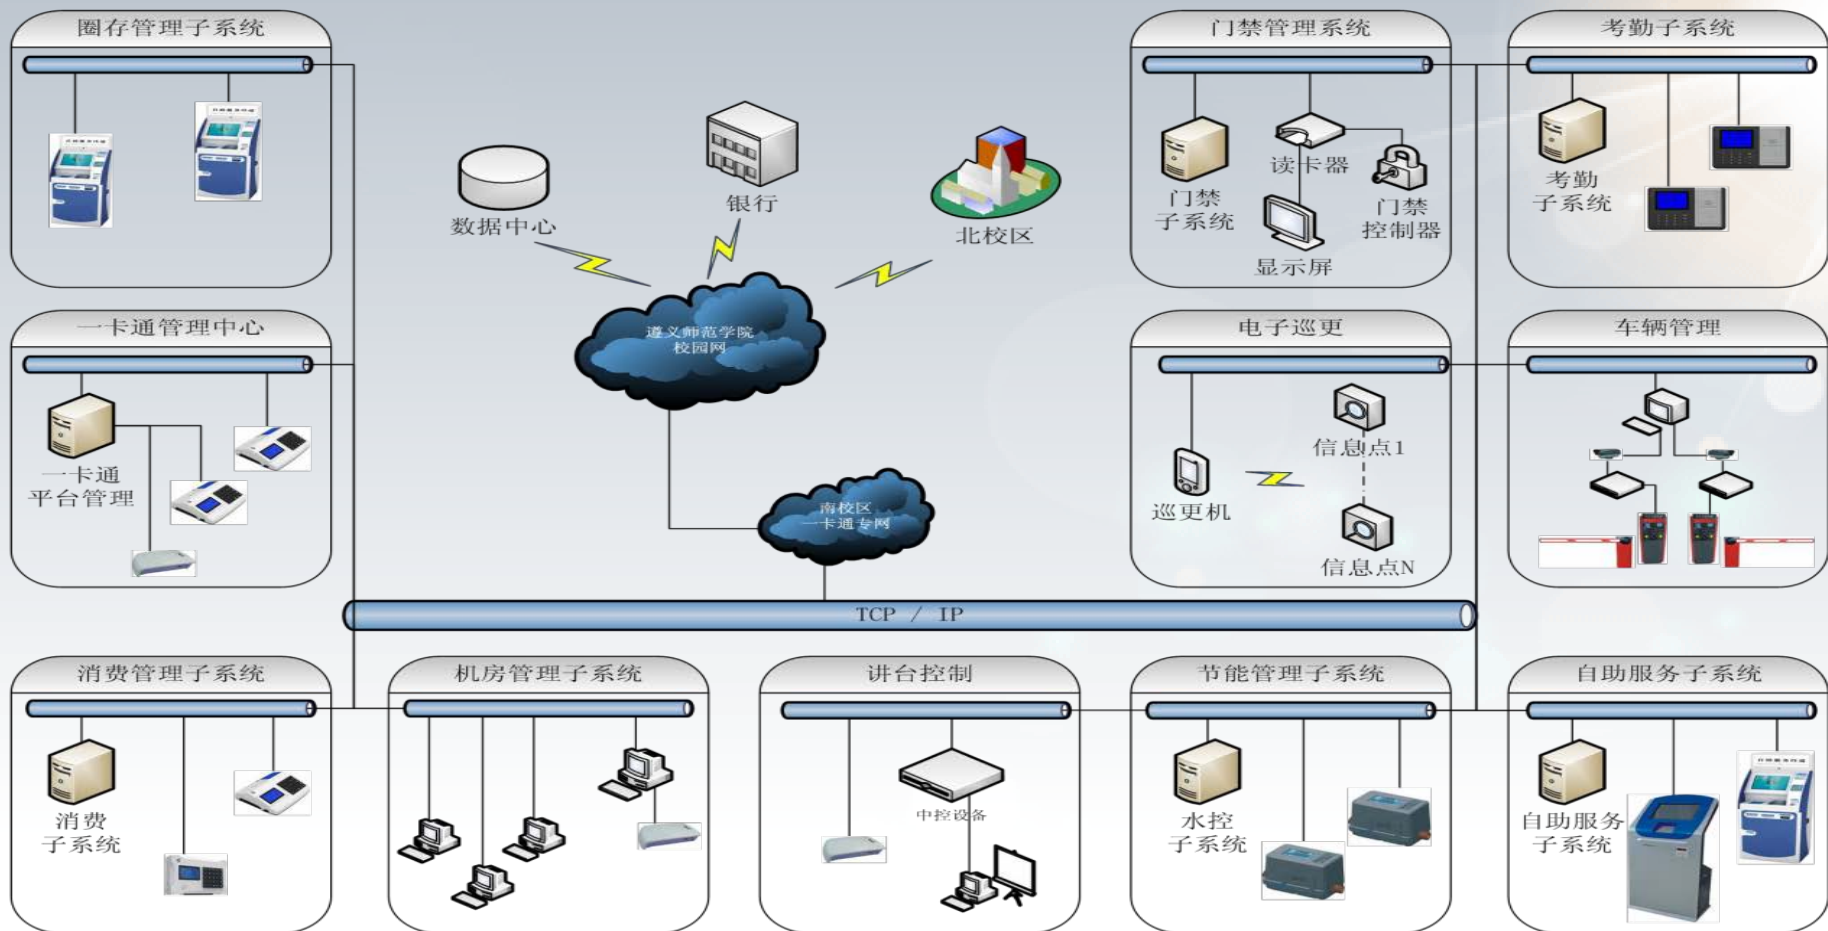 圈存管理子系统
门禁管理系统
考勤子系统
数据中心
银行
北校区
门禁
子系统
读卡器
显示屏
门禁
控制器
考勤
子系统
遵义师范学院
校园网
一卡通管理中心
一卡通
平台管理
电子巡更
巡更机
信息点1
信息点N
车辆管理
南校区
一卡通专网
TCP / IP
消费管理子系统
消费
子系统
机房管理子系统
讲台控制
中控设备
节能管理子系统
水控
子系统
自助服务子系统
自助服务
子系统